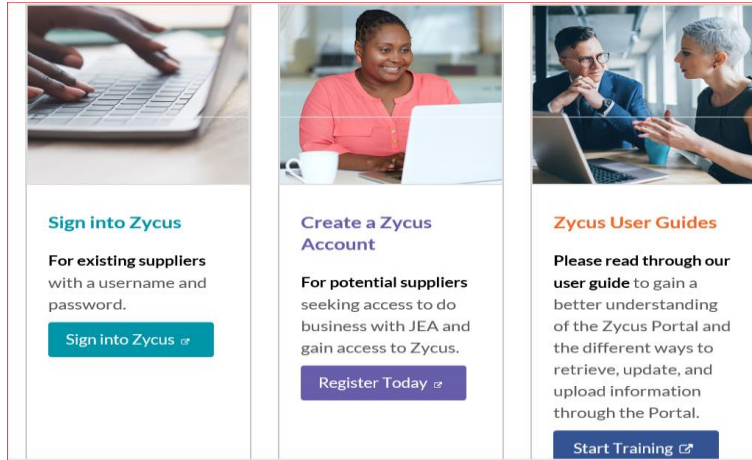 Sign into Zycus
For existing suppliers
with a username and
password.
Sign into Zycus
Create a Zycus
Account
For potential suppliers
seeking access to do
business with JEA and
gain access to Zycus.
Register Today
Zycus User Guides
Please read through our
user guide to gain a
better understanding
of the Zycus Portal and
the different ways to
retrieve, update, and
upload information
through the Portal.
Start Training